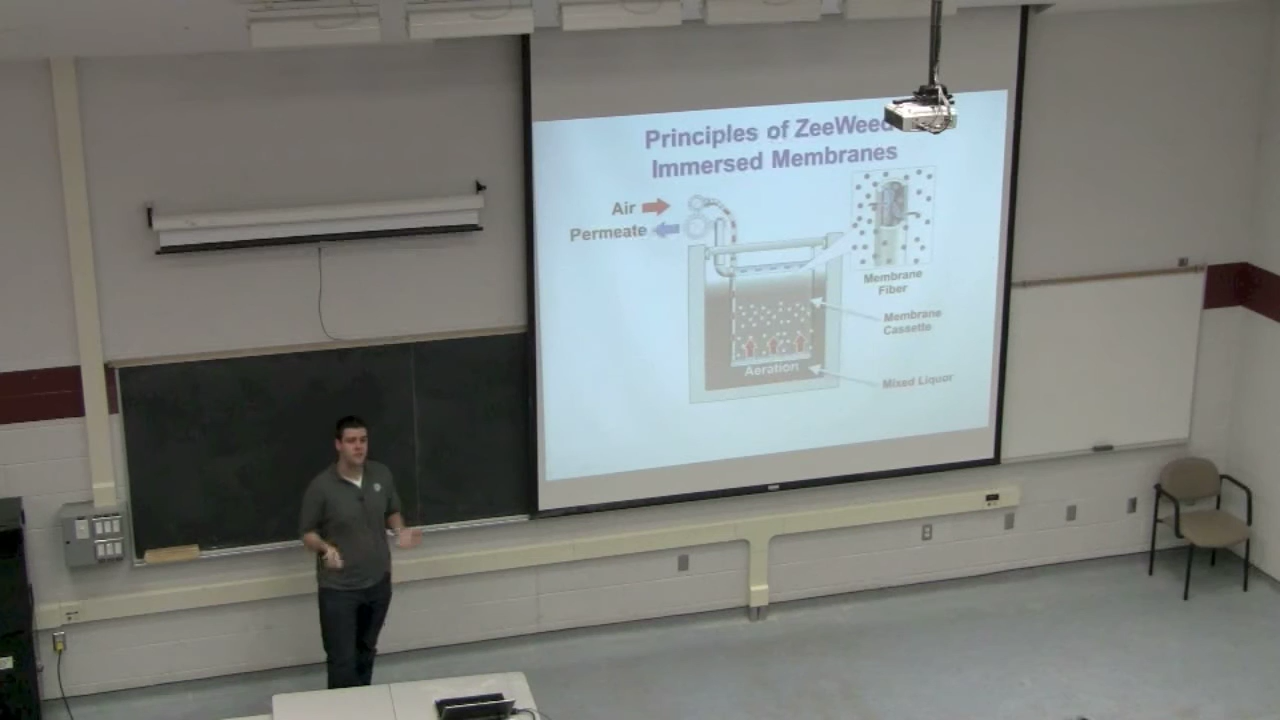 Principles of ZeeWeed
Immersed Membranes
Air
Permeate
Membrane
Fiber
Membrane
Cassette
Aeration
Mixed Liquor